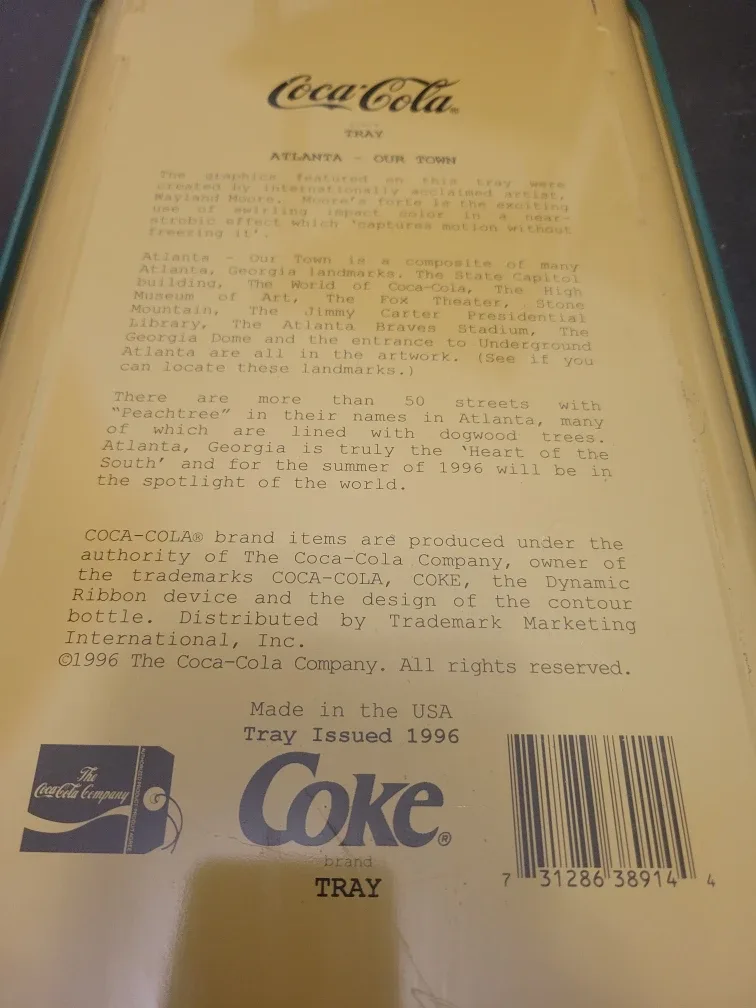 Coca-Cola®
TRAY
ATLANTA - OUR TOWN
The graphics featured on this tray were
created by internationally acclaimed artist,
Wayland Moore. Moore's forte is the exciting
use of swirling impact color in a near-
strobic effect which 'captures motion without
freezing it'.
Atlanta - Our Town is a composite of many
Atlanta, Georgia landmarks. The State Capitol
building, The World of Coca-Cola, The High
Museum of Art, The Fox Theater, Stone
Mountain, The Jimmy Carter Presidential
Library, The Atlanta Braves Stadium, The
Georgia Dome and the entrance to Underground
Atlanta are all in the artwork. (See if you
can locate these landmarks.)
There are more than 50 streets with
"Peachtree" in their names in Atlanta, many
of which are lined with dogwood trees.
Atlanta, Georgia is truly the 'Heart of the
South' and for the summer of 1996 will be in
the spotlight of the world.
COCA-COLA® brand items are produced under the
authority of The Coca-Cola Company, owner of
the trademarks COCA-COLA, COKE, the Dynamic
Ribbon device and the design of the contour
bottle. Distributed by Trademark Marketing
International, Inc.
©1996 The Coca-Cola Company. All rights reserved.
Made in the USA
Tray Issued 1996
The
Coca-Cola Company
Coke®
brand
TRAY
7 31286 38914 4